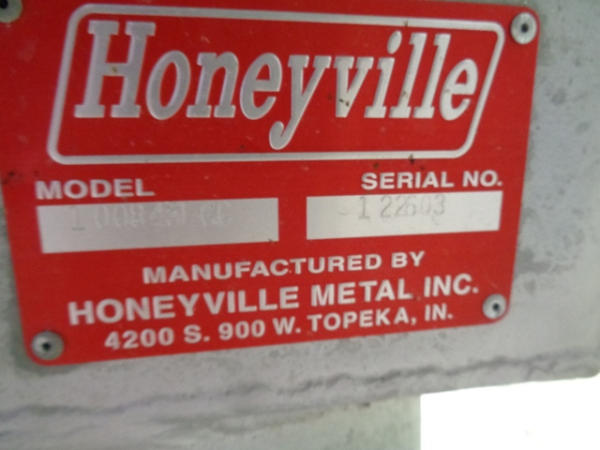 Honeyville
MODEL SERIAL NO.
122603
MANUFACTURED BY
HONEYVILLE METAL INC.
4200 S. 900 W. TOPEKA, IN.